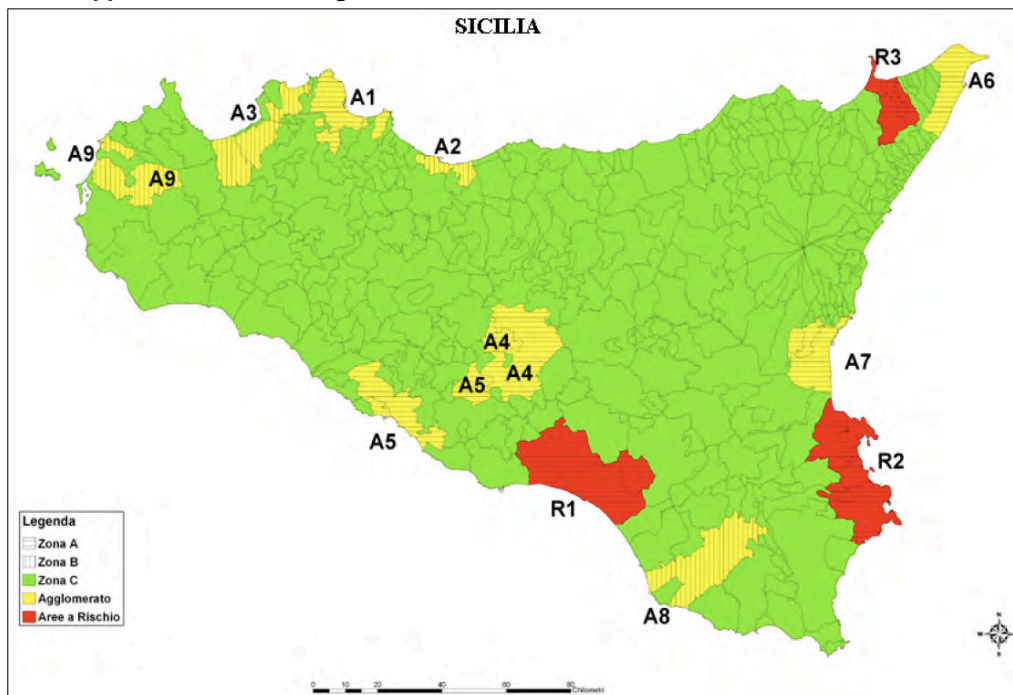 SICILIA
R3
A6
A1
A3
A2
A9
A9
A4
A7
A4
A5
A5
R2
R1
A8
Legenda
Zona A
Zona B
Zona C
Agglomerato
Aree a Rischio
N
W
E
S
0 10 20 40 60 80
Chilometri